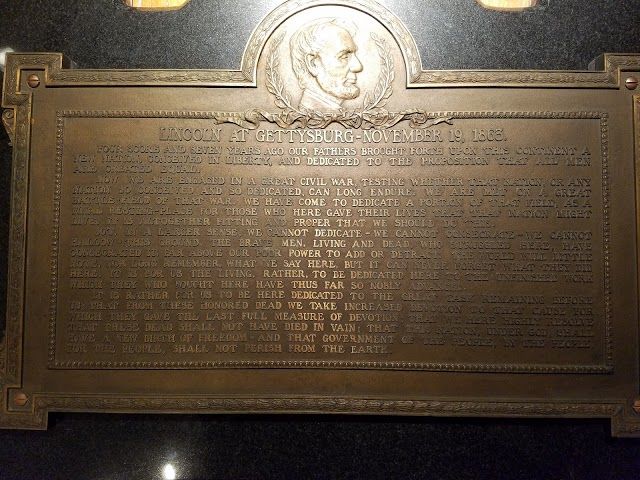 LINCOLN AT GETTYSBURG-NOVEMBER 19, 1863.
FOUR SCORE AND SEVEN YEARS AGO OUR FATHERS BROUGHT FORTH UPON THIS CONTINENT A
NEW NATION, CONCEIVED IN LIBERTY, AND DEDICATED TO THE PROPOSITION THAT ALL MEN
ARE CREATED EQUAL.
NOW WE ARE ENGAGED IN A GREAT CIVIL WAR, TESTING WHETHER THAT NATION, OR ANY
NATION SO CONCEIVED AND SO DEDICATED, CAN LONG ENDURE. WE ARE MET ON A GREAT
BATTLE-FIELD OF THAT WAR. WE HAVE COME TO DEDICATE A PORTION OF THAT FIELD, AS A
FINAL RESTING-PLACE FOR THOSE WHO HERE GAVE THEIR LIVES THAT THAT NATION MIGHT
LIVE. IT IS ALTOGETHER FITTING AND PROPER THAT WE SHOULD DO
BUT, IN A LARGER SENSE, WE CANNOT DEDICATE-WE CANNOT CONSECRATE-WE CANNOT
HALLOW THIS GROUND. THE BRAVE MEN, LIVING AND DEAD, WHO STRUGGLED HERE, HAVE
CONSECRATED IT FAR ABOVE OUR POOR POWER TO ADD OR DETRACT. WILL LITTLE
NOTE, NOR LONG REMEMBER, WHAT WE SAY HERE, BUT IT CAN THEY DID
HERE. IT IS FOR US THE LIVING, RATHER, TO BE DEDICATED HERE TO THE UNFINISHED WORK
WHICH THEY WHO FOUGHT HERE HAVE THUS FAR SO NOBLY
IT IS RATHER FOR US TO BE HERE DEDICATED TO THE GREAT TASK REMAINING BEFORE
US THAT FROM THESE HONORED DEAD WE TAKE INCREASED CAUSE FOR
WHICH THEY GAVE THE LAST FULL MEASURE OF DEVOTION RESOLVE
THAT THESE DEAD SHALL NOT HAVE DIED IN VAIN; THAT GOD, SHALL
HAVE A NEW BIRTH OF FREEDOM-AND THAT GOVERNMENT OF THE PEOPLE, BY THE PEOPLE
FOR THE PEOPLE, SHALL NOT PERISH FROM THE EARTH.